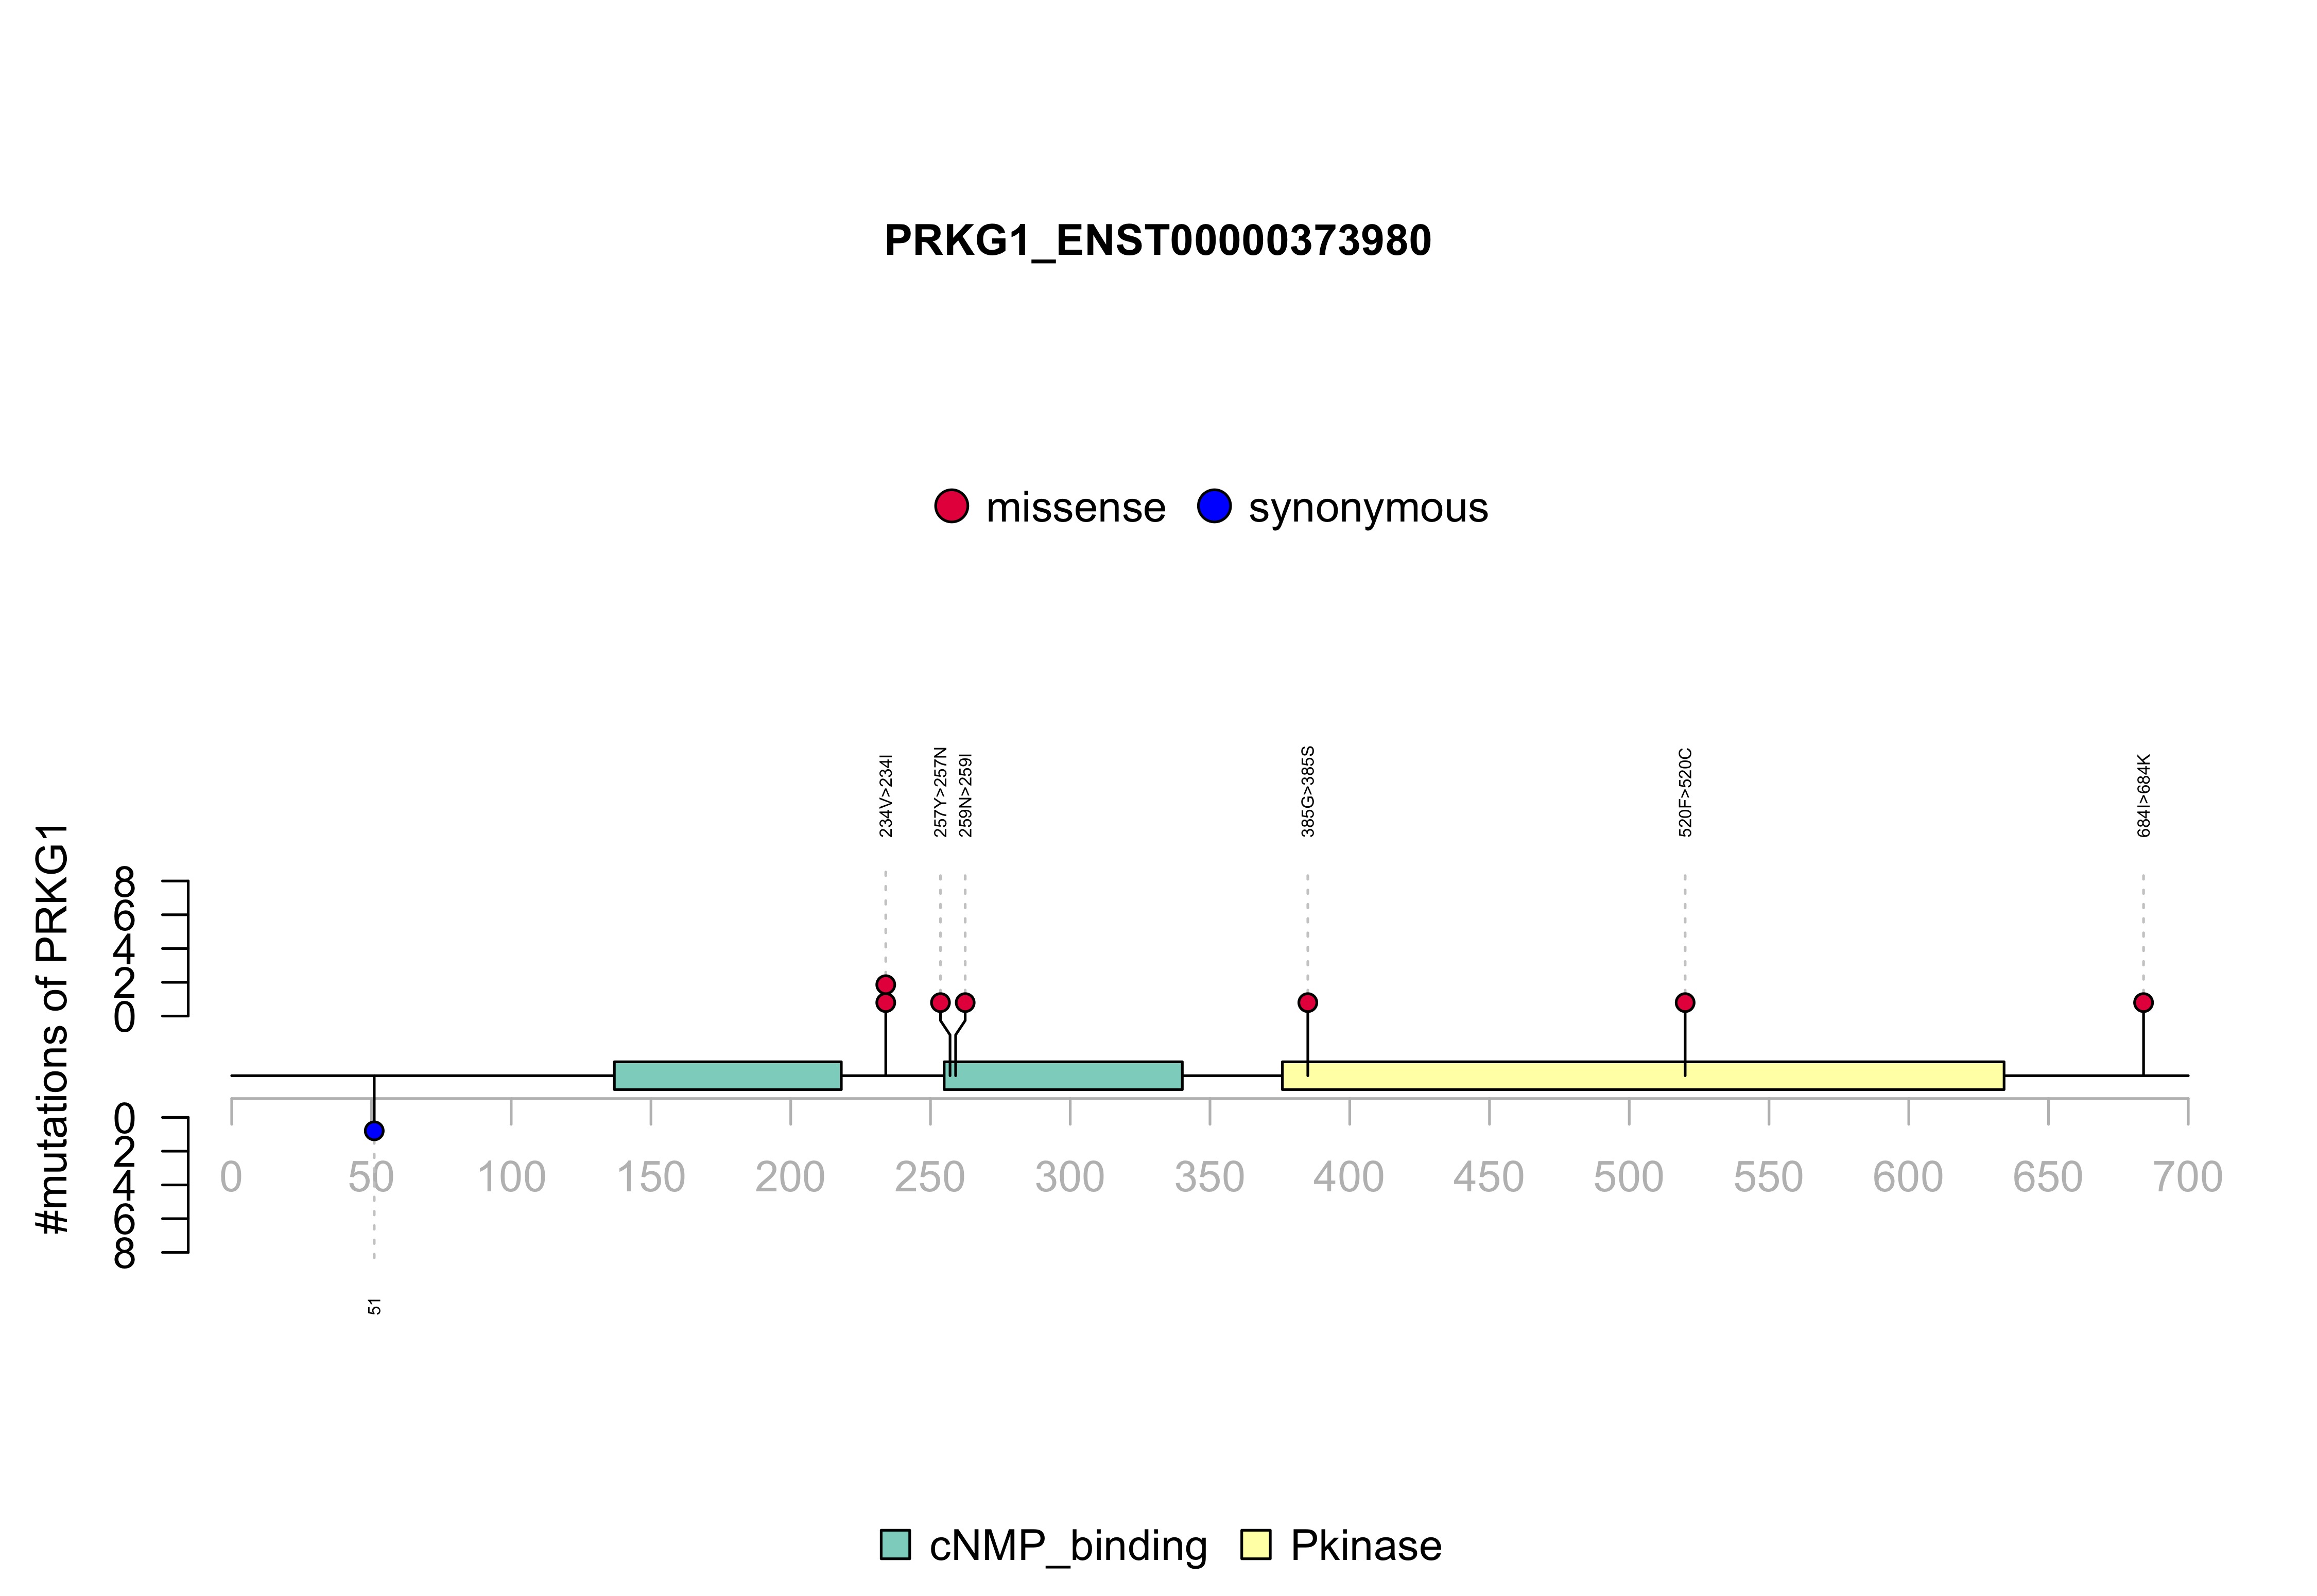 PRKG1_ENST00000373980
missense synonymous
234V>234I
257Y>257N
259N>259I
385G>385S
520F>520C
684I>684K
#mutations of PRKG1
8
6
4
2
0
0
2
4
6
8
0 50 100 150 200 250 300 350 400 450 500 550 600 650 700
51
cNMP_binding Pkinase